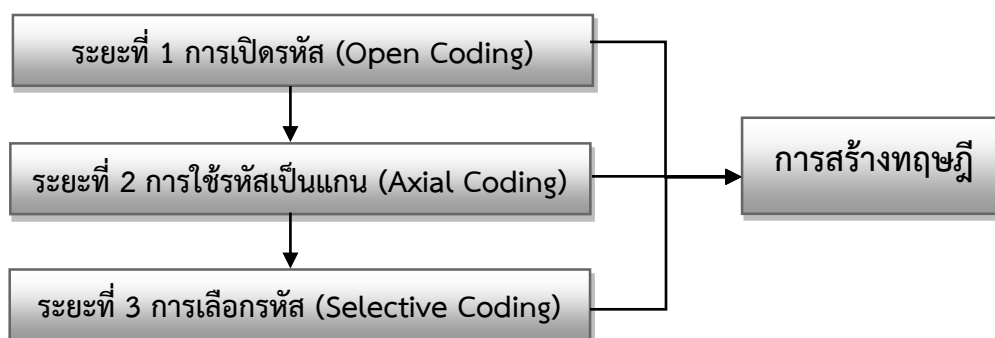 ระยะที่ 1 การเปิดรหัส (Open Coding)
ระยะที่ 2 การใช้รหัสเป็นแกน (Axial Coding)
การสร้างทฤษฎี
ระยะที่ 3 การเลือกรหัส (Selective Coding)